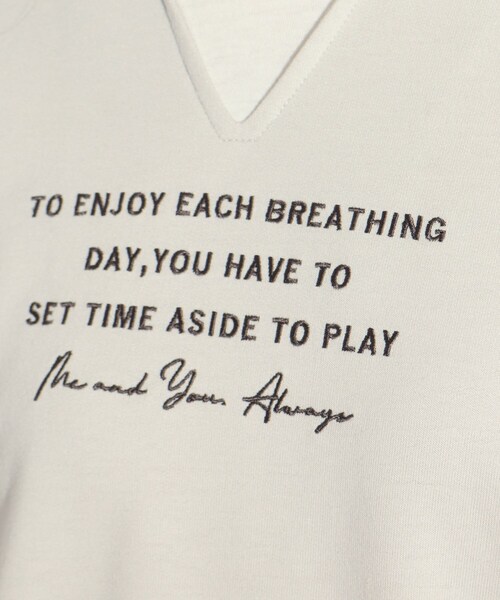 TO ENJOY EACH BREATHING
DAY,YOU HAVE TO
SET TIME ASIDE TO PLAY
Me and You. Always